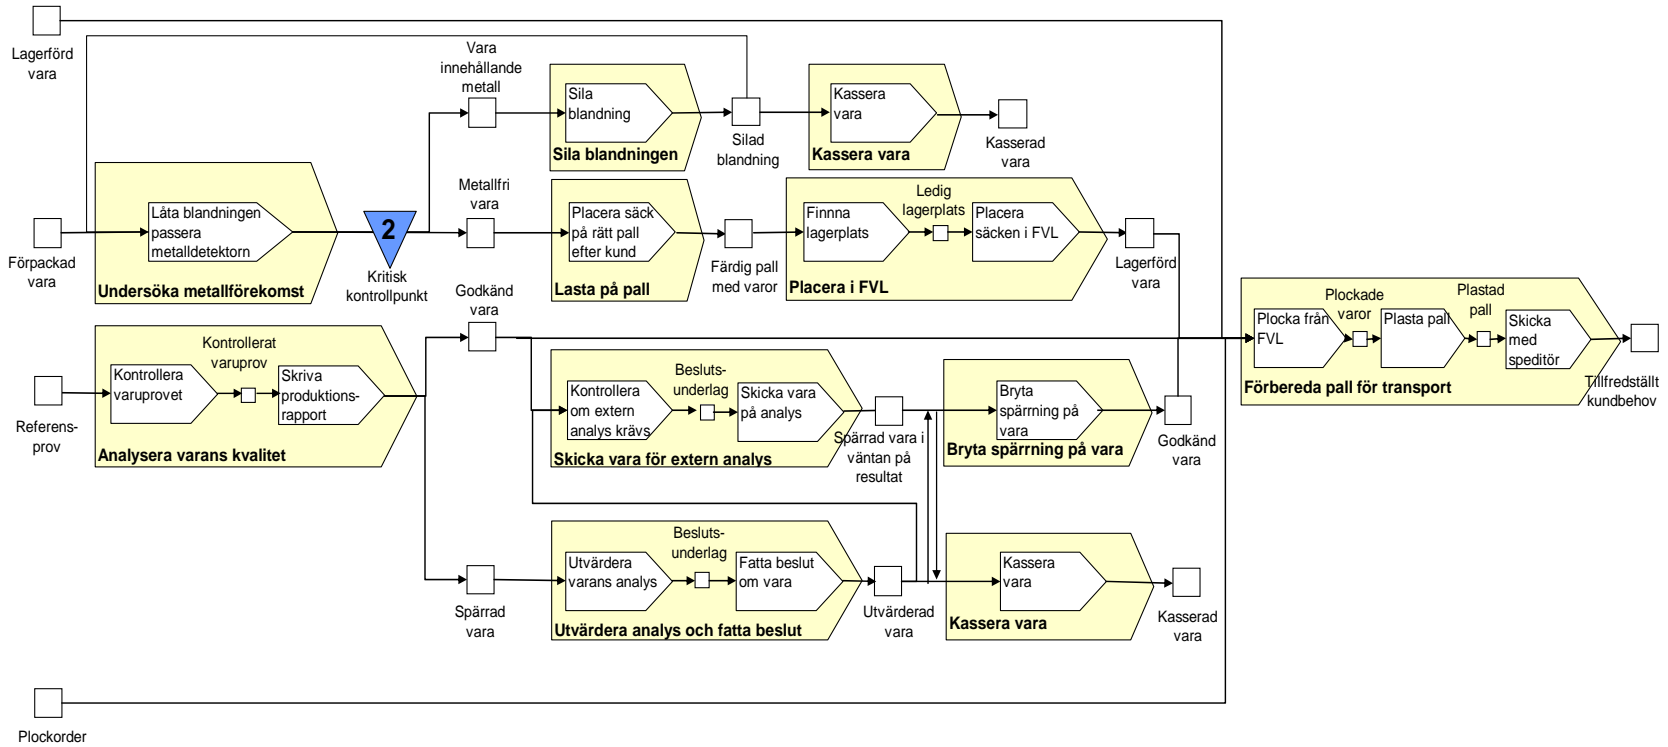 Lagerförd
vara
Vara
innehållande
metall
Sila
blandning
Sila blandningen
Silad
blandning
Kassera
vara
Kassera vara
Kasserad
vara
Förpackad
vara
Låta blandningen
passera
metalldetektorn
Undersöka metallförekomst
2
Kritisk
kontrollpunkt
Metallfri
vara
Placera säck
på rätt pall
efter kund
Lasta på pall
Färdig pall
med varor
Finnna
lagerplats
Ledig
lagerplats
Placera
säcken i FVL
Placera i FVL
Lagerförd
vara
Referens-
prov
Kontrollera
varuprovet
Kontrollerat
varuprov
Skriva
produktions-
rapport
Analysera varans kvalitet
Godkänd
vara
Kontrollera
om extern
analys krävs
Besluts-
underlag
Skicka vara
på analys
Skicka vara för extern analys
Spärrad vara i
väntan på
resultat
Bryta
spärrning på
vara
Bryta spärrning på vara
Godkänd
vara
Plocka från
FVL
Plockade
varor
Plasta pall
Plastad
pall
Skicka
med
speditör
Förbereda pall för transport
Tillfredställt
kundbehov
Spärrad
vara
Utvärdera
varans analys
Besluts-
underlag
Fatta beslut
om vara
Utvärdera analys och fatta beslut
Utvärderad
vara
Kassera
vara
Kassera vara
Kasserad
vara
Plockorder